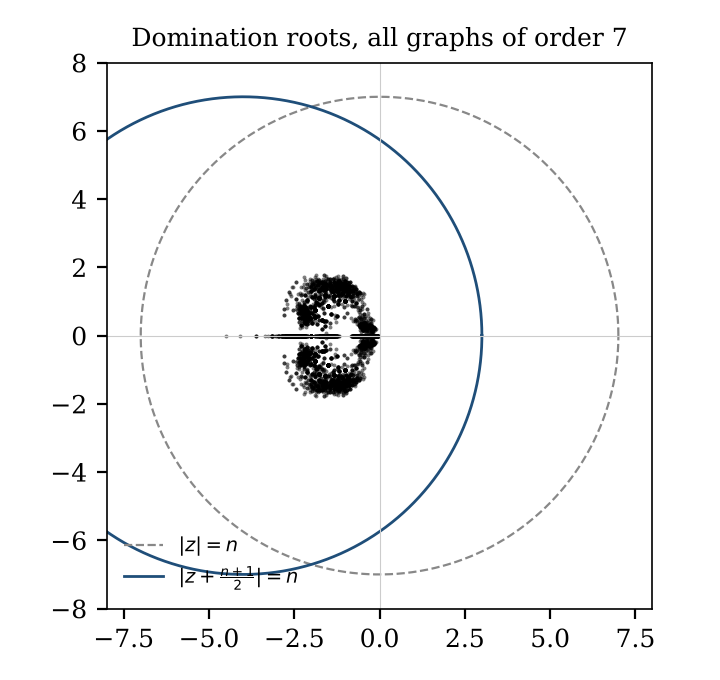 Domination roots, all graphs of order 7
8
6
4
2
0
−2
−4
−6
−8
|z| = n
|z + \frac{n+1}{2}| = n
−7.5 −5.0 −2.5 0.0 2.5 5.0 7.5